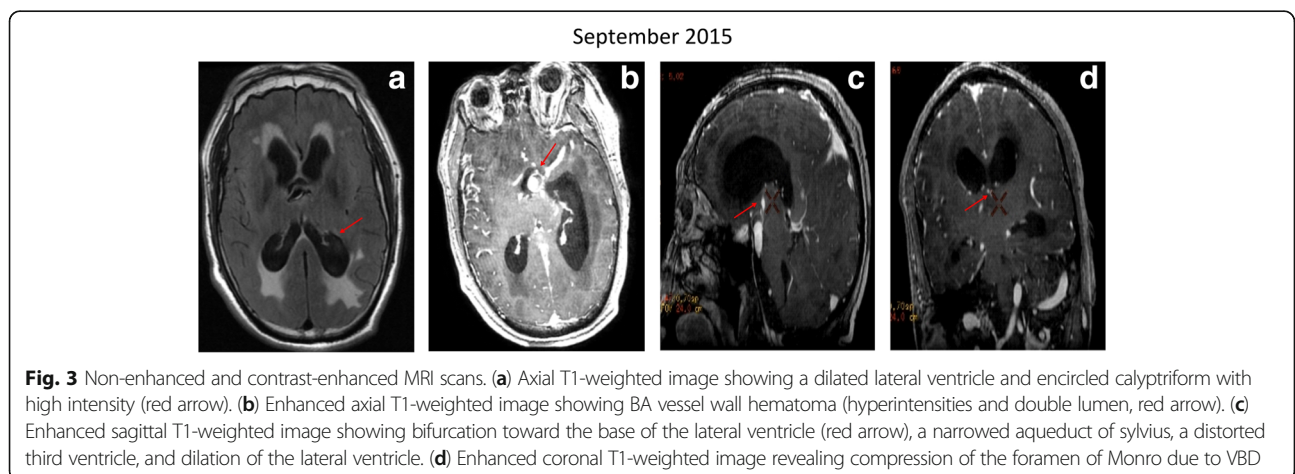 September 2015
a
b
c
d
Fig. 3 Non-enhanced and contrast-enhanced MRI scans. (a) Axial T1-weighted image showing a dilated lateral ventricle and encircled calyptriform with
high intensity (red arrow). (b) Enhanced axial T1-weighted image showing BA vessel wall hematoma (hyperintensities and double lumen, red arrow). (c)
Enhanced sagittal T1-weighted image showing bifurcation toward the base of the lateral ventricle (red arrow), a narrowed aqueduct of sylvius, a distorted
third ventricle, and dilation of the lateral ventricle. (d) Enhanced coronal T1-weighted image revealing compression of the foramen of Monro due to VBD